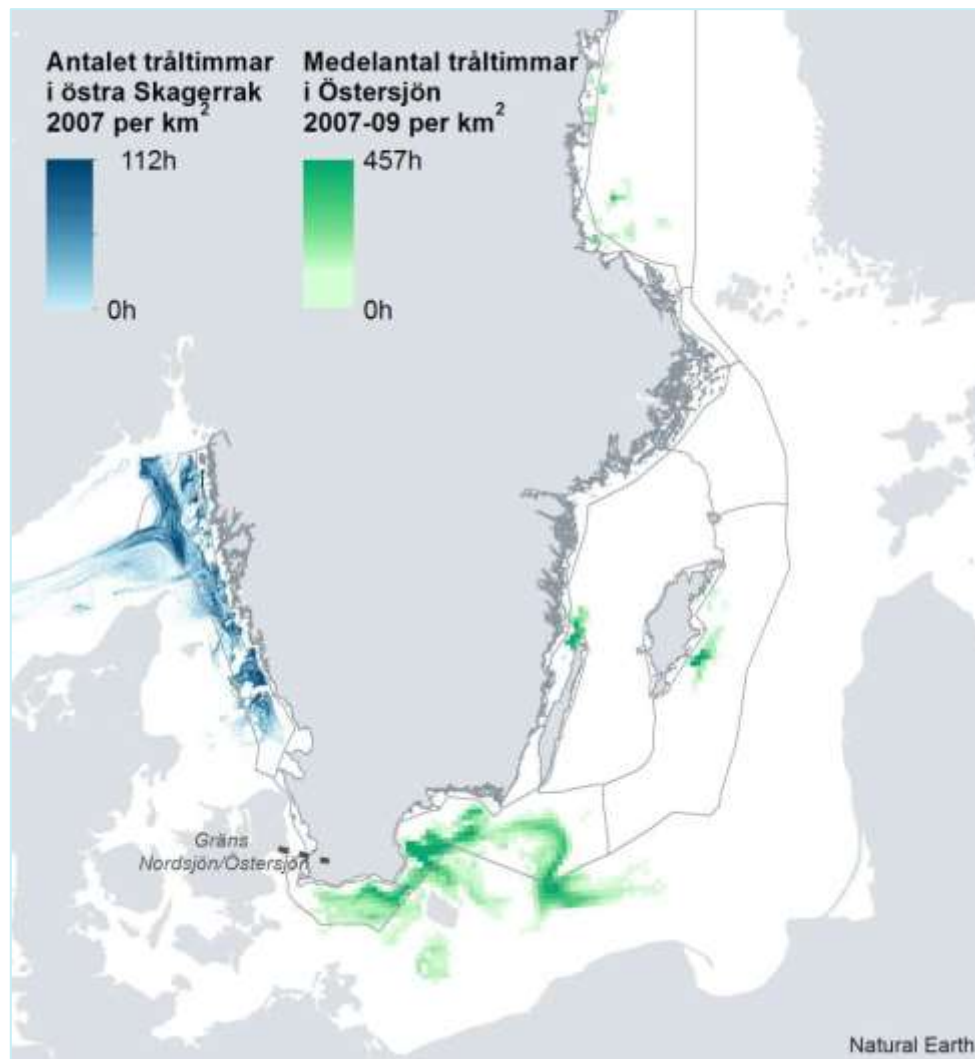 Antalet tråltimmar
i östra Skagerrak
2007 per km²
112h
0h
Medelantal tråltimmar
i Östersjön
2007-09 per km²
457h
0h
Gräns
Nordsjön/Östersjön
Natural Earth